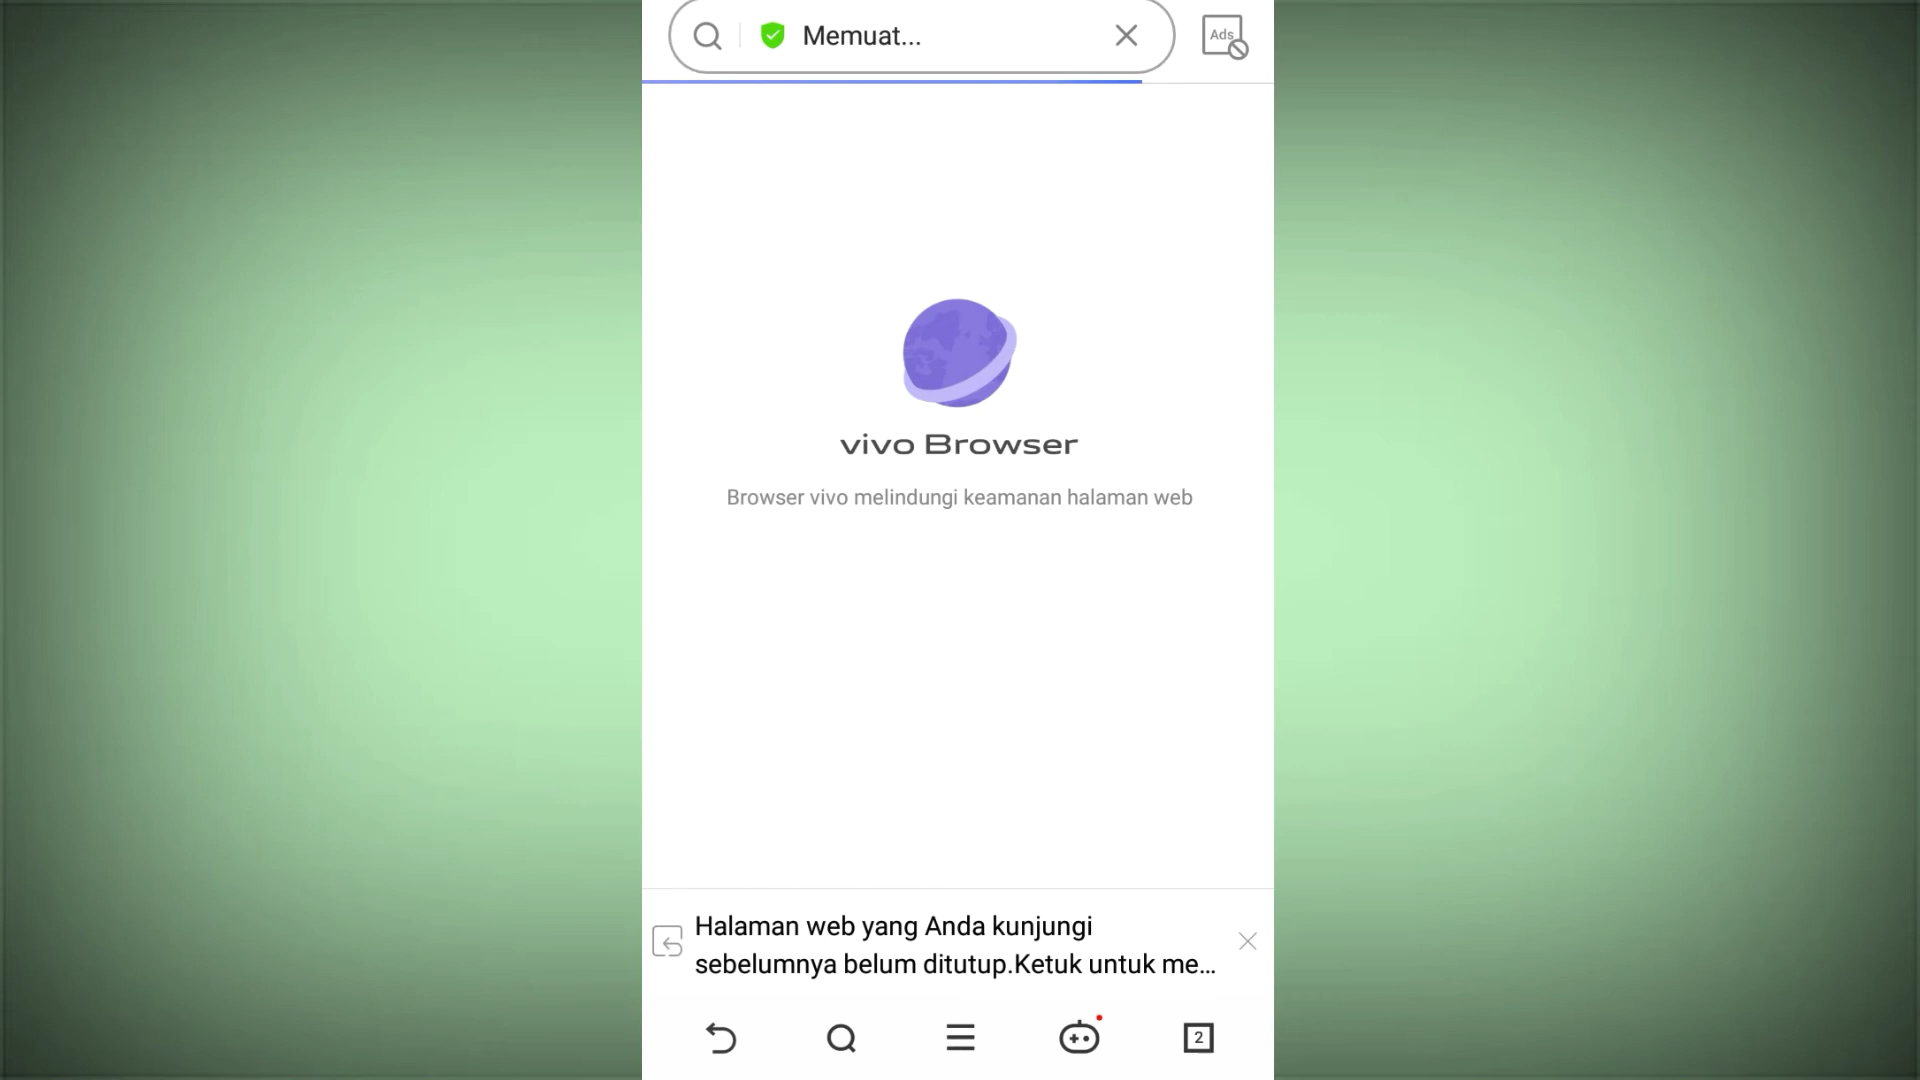 Memuat...
Ads
vivo Browser
Browser vivo melindungi keamanan halaman web
Halaman web yang Anda kunjungi
sebelumnya belum ditutup.Ketuk untuk me...
2